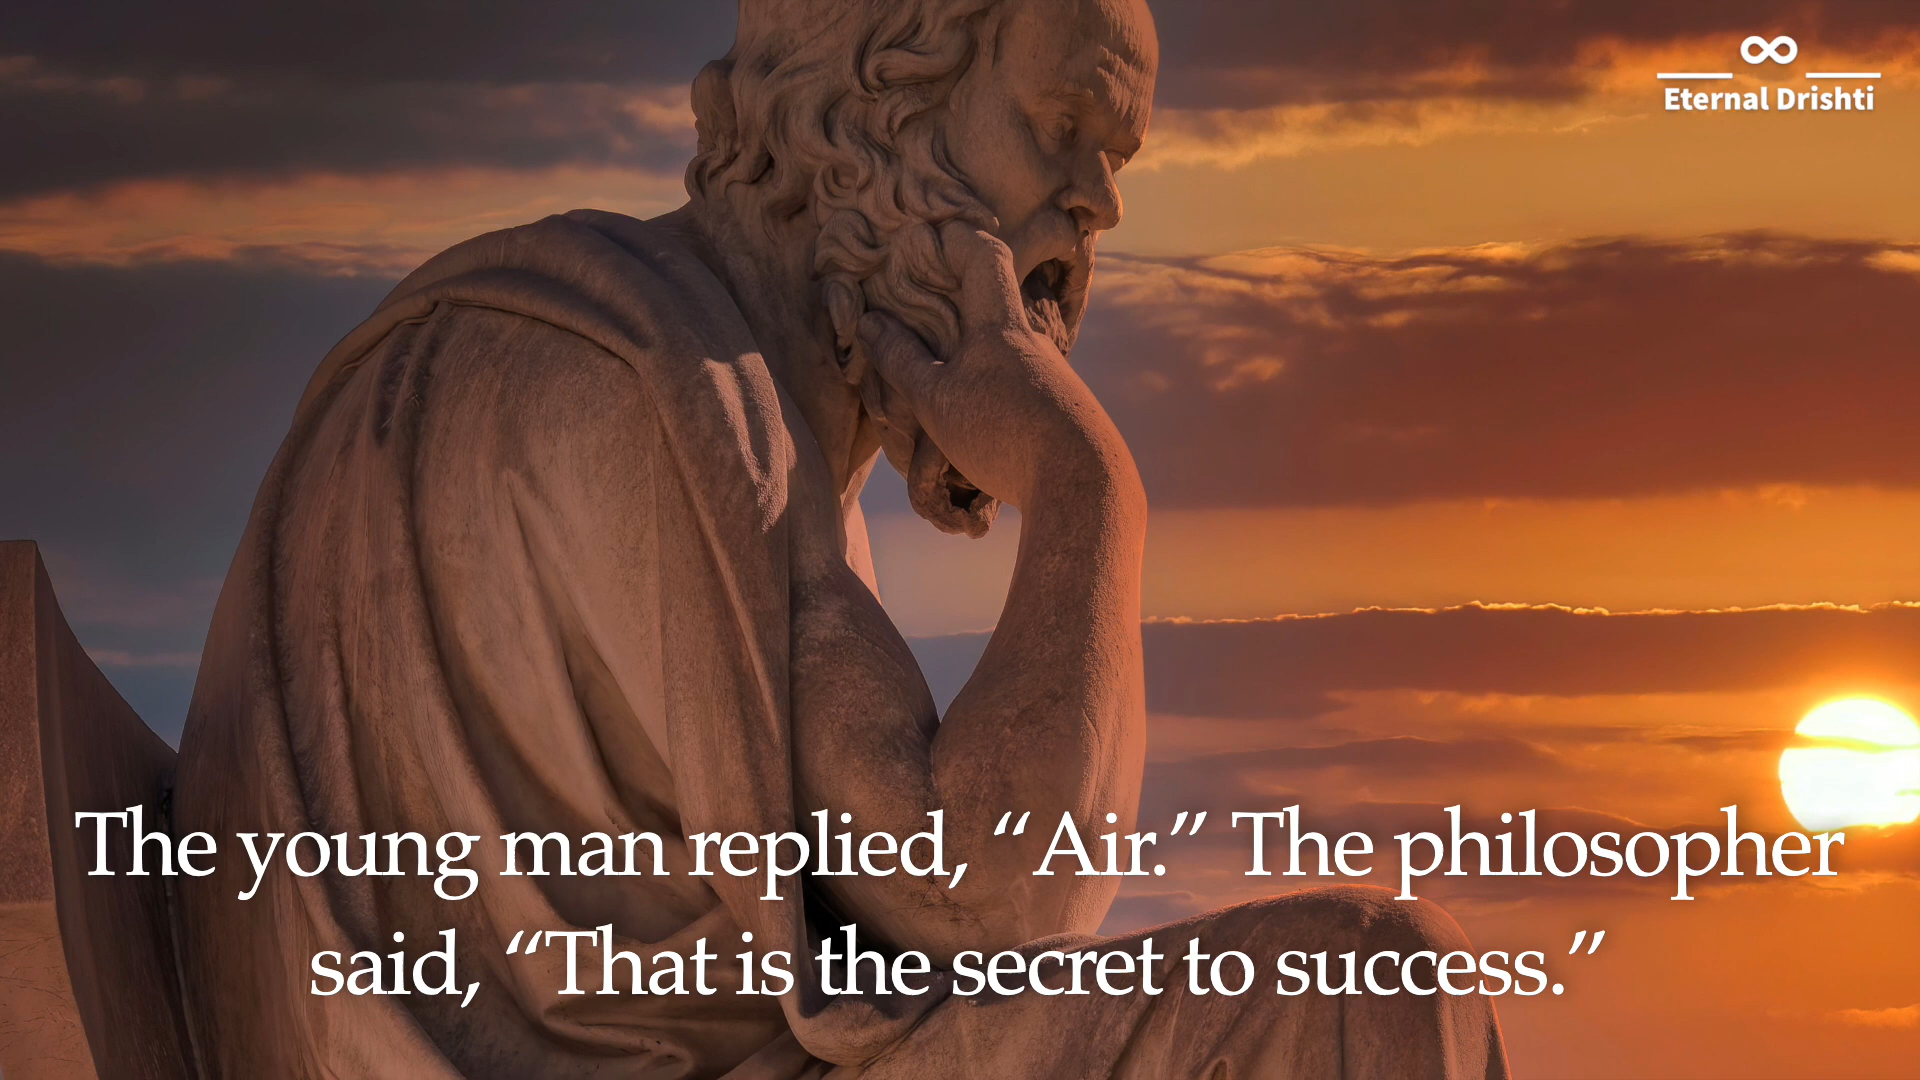 Eternal Drishti
The young man replied, “Air.” The philosopher
said, “That is the secret to success.”